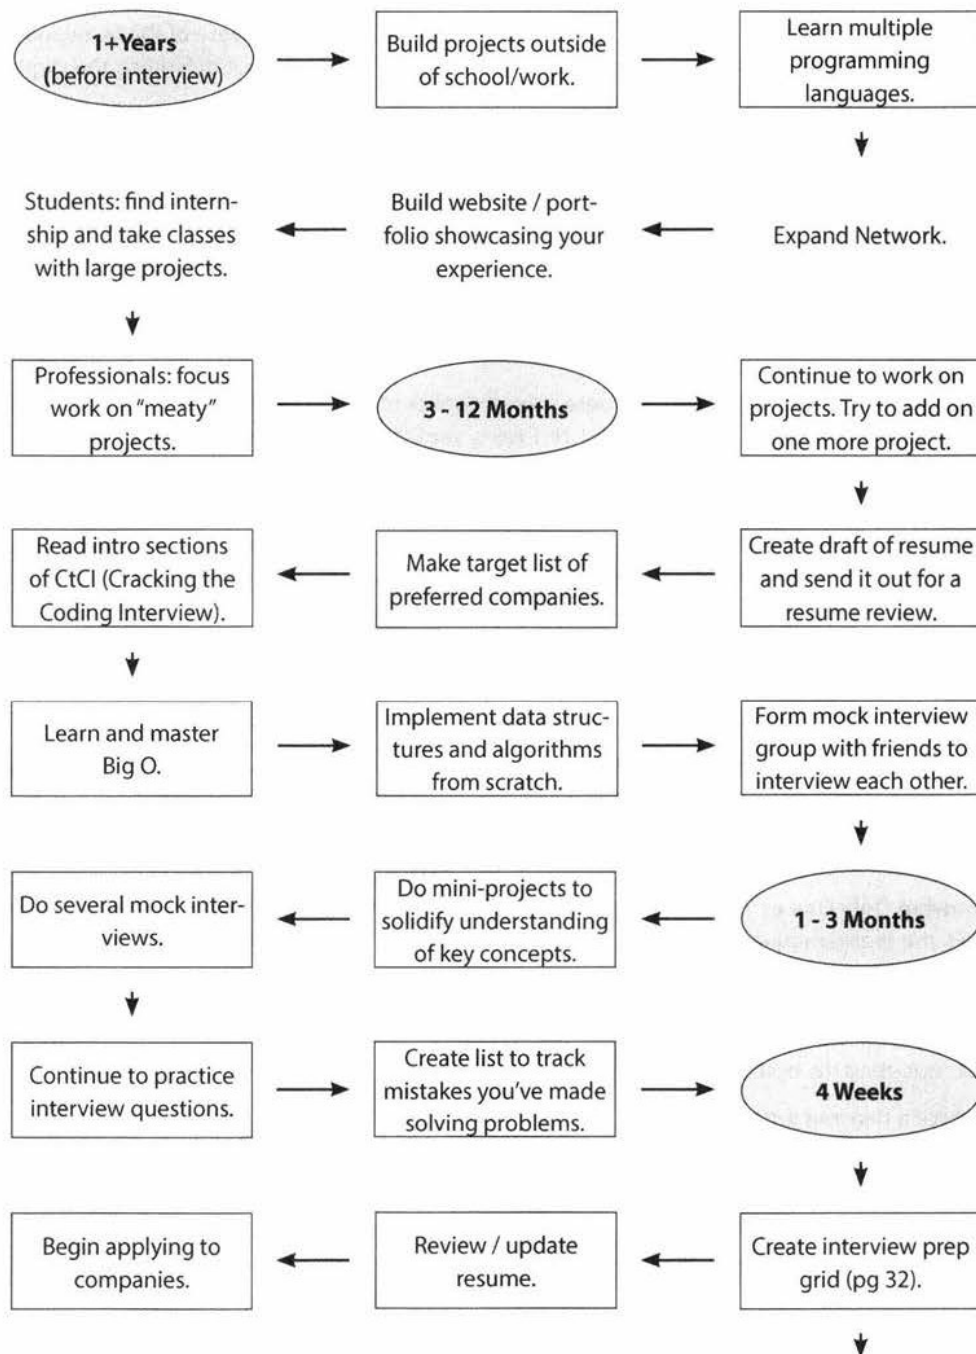 1+Years
(before interview)
Build projects outside
of school/work.
Learn multiple
programming
languages.
Expand Network.
Build website / port-
folio showcasing your
experience.
Students: find intern-
ship and take classes
with large projects.
Professionals: focus
work on "meaty"
projects.
3 - 12 Months
Continue to work on
projects. Try to add on
one more project.
Create draft of resume
and send it out for a
resume review.
Make target list of
preferred companies.
Read intro sections
of CtCI (Cracking the
Coding Interview).
Learn and master
Big O.
Implement data struc-
tures and algorithms
from scratch.
Form mock interview
group with friends to
interview each other.
1 - 3 Months
Do mini-projects to
solidify understanding
of key concepts.
Do several mock inter-
views.
Continue to practice
interview questions.
Create list to track
mistakes you've made
solving problems.
4 Weeks
Create interview prep
grid (pg 32).
Review / update
resume.
Begin applying to
companies.